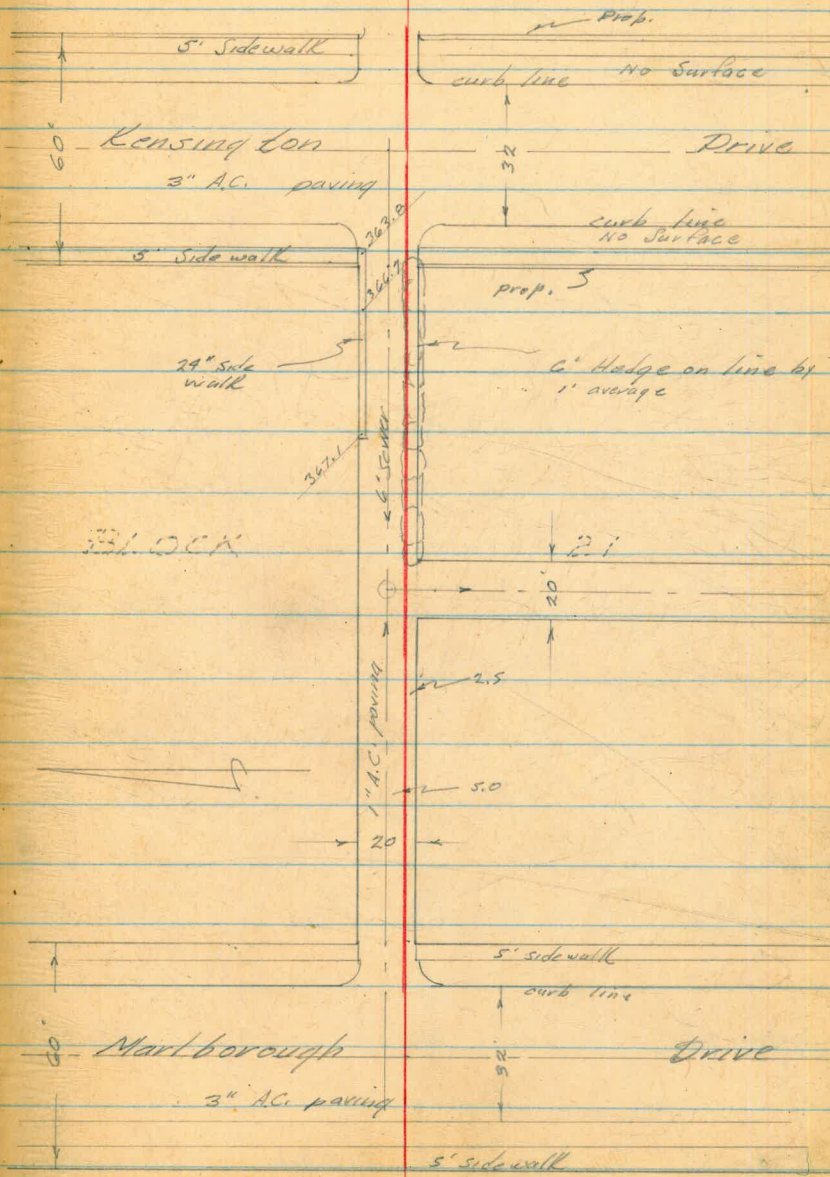 Prop.
5' Sidewalk
curb line No Surface
60'
Kensington Drive
32
3" A.C. paving
curb line
No Surface
363.8
5' Sidewalk
366.7
prop.
24" side
walk
6' Hedge on line by
1' average
6" Sewer
367.1
BLOCK 21
20'
2.5
1" A.C. paving
5.0
20
5' sidewalk
curb line
60'
Marlborough Drive
32'
3" A.C. paving
5' sidewalk